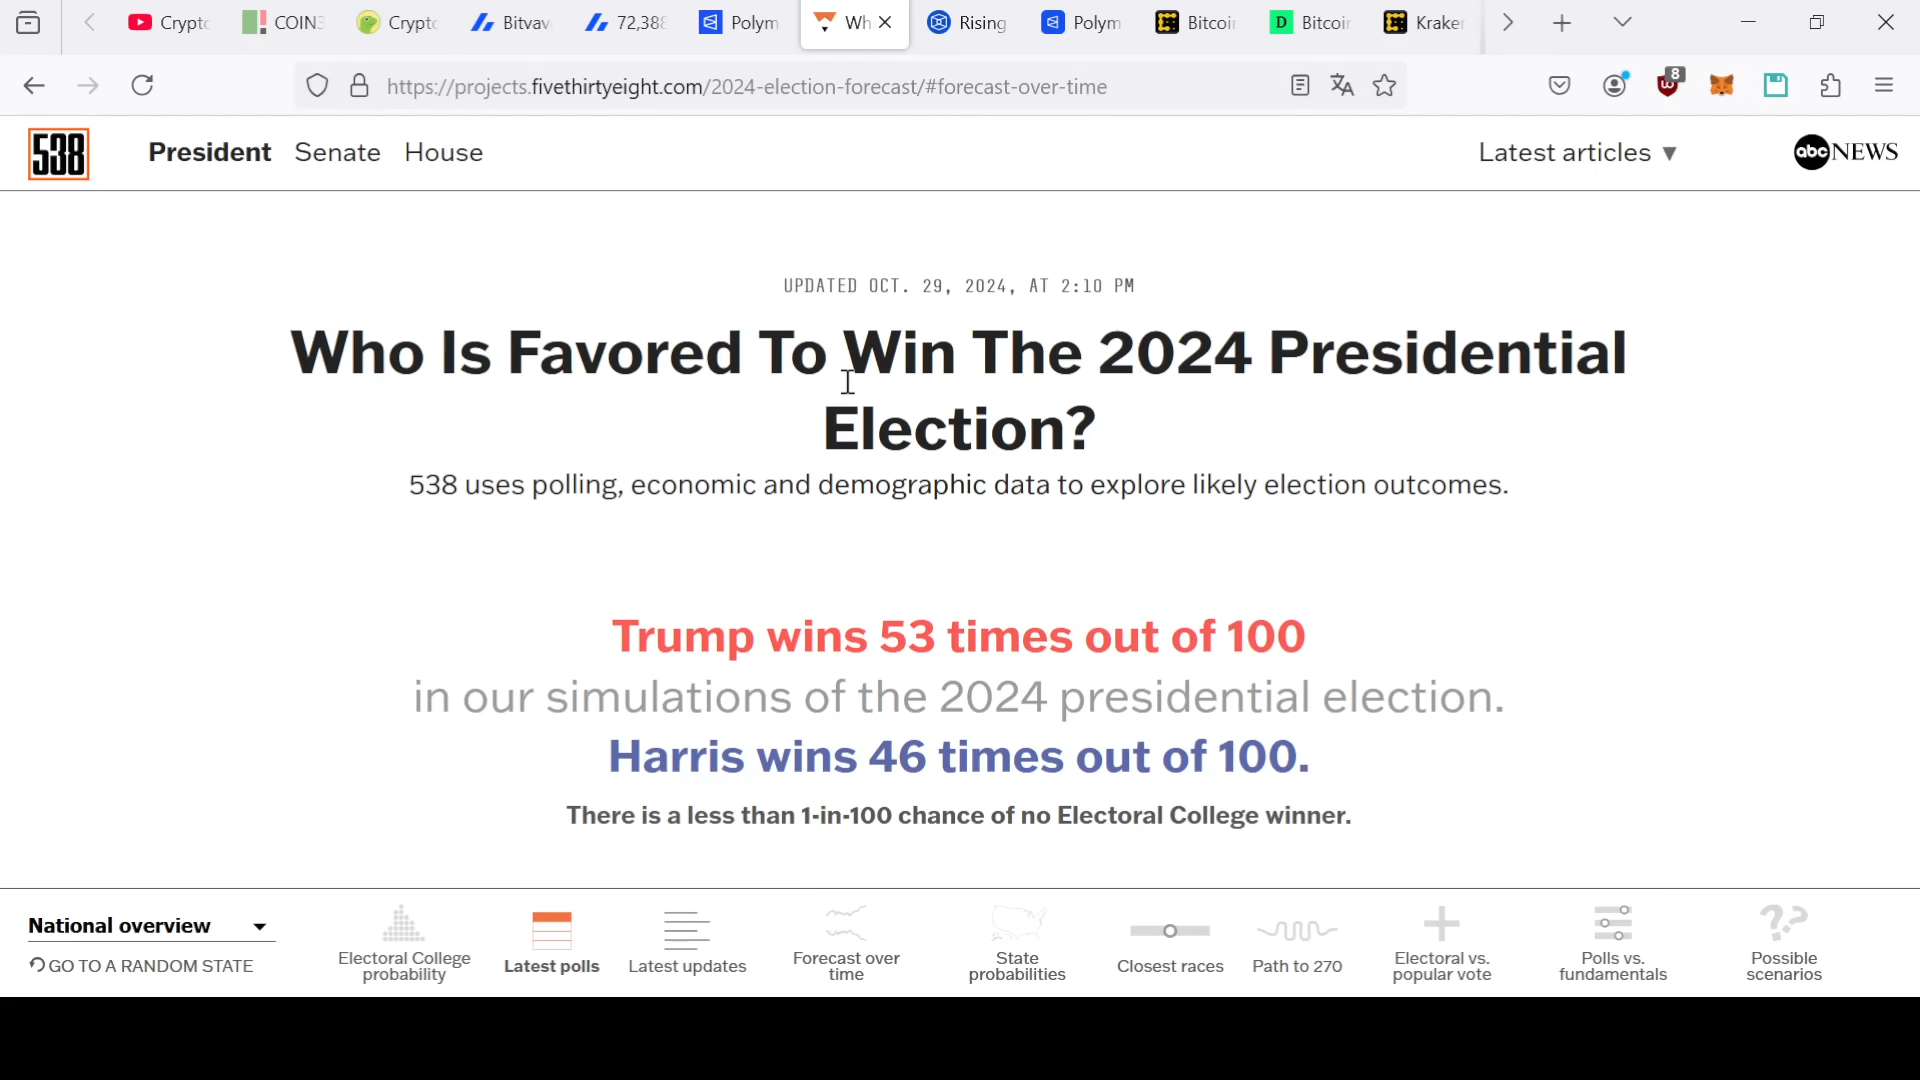 Crypto COIN3 Crypto Bitvav 72,388 Polym Wh Rising Polym D Bitcoin Bitcoin Kraken
https://projects.fivethirtyeight.com/2024-election-forecast/#forecast-over-time 8
538 President Senate House Latest articles ▼ abc NEWS
UPDATED OCT. 29, 2024, AT 2:10 PM
Who Is Favored To Win The 2024 Presidential
Election?
538 uses polling, economic and demographic data to explore likely election outcomes.
Trump wins 53 times out of 100
in our simulations of the 2024 presidential election.
Harris wins 46 times out of 100.
There is a less than 1-in-100 chance of no Electoral College winner.
National overview
GO TO A RANDOM STATE
Electoral College
probability
Latest polls
Latest updates
Forecast over
time
State
probabilities
Closest races
Path to 270
Electoral vs.
popular vote
Polls vs.
fundamentals
Possible
scenarios